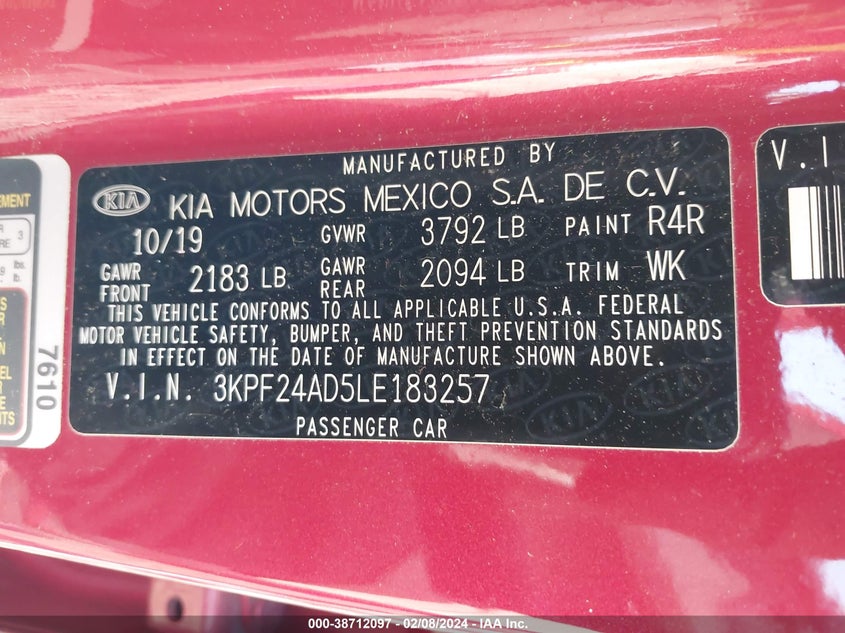 MANUFACTURED BY
KIA KIA MOTORS MEXICO S.A. DE C.V.
10/19 GVWR 3792 LB PAINT R4R
GAWR FRONT 2183 LB GAWR REAR 2094 LB TRIM WK
THIS VEHICLE CONFORMS TO ALL APPLICABLE U.S.A. FEDERAL
MOTOR VEHICLE SAFETY, BUMPER, AND THEFT PREVENTION STANDARDS
IN EFFECT ON THE DATE OF MANUFACTURE SHOWN ABOVE.
V.I.N. 3KPF24AD5LE183257
PASSENGER CAR
7610
V.I
000-38712097 - 02/08/2024 - IAA Inc.